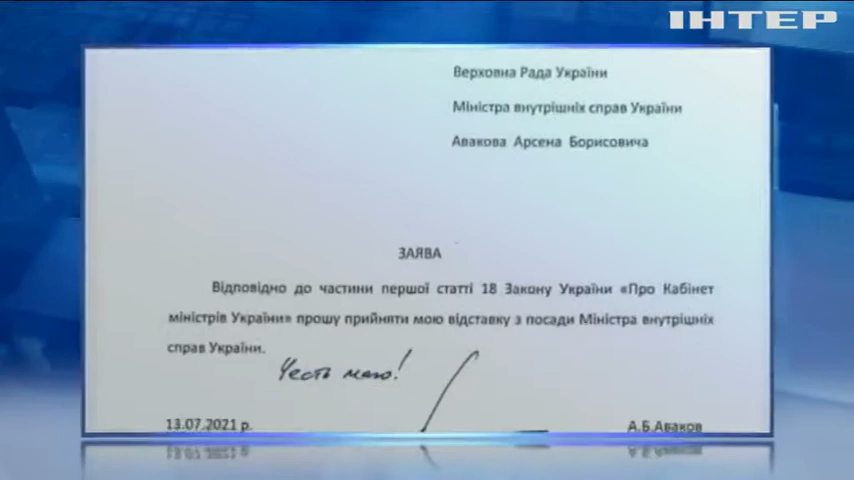 ІНТЕР
Верховна Рада України
Міністра внутрішніх справ України
Авакова Арсена Борисовича
ЗАЯВА
Відповідно до частини першої статті 18 Закону України «Про Кабінет
міністрів України» прошу прийняти мою відставку з посади Міністра внутрішніх
справ України.
Честь маю!
13.07.2021 р.
А.Б.Аваков